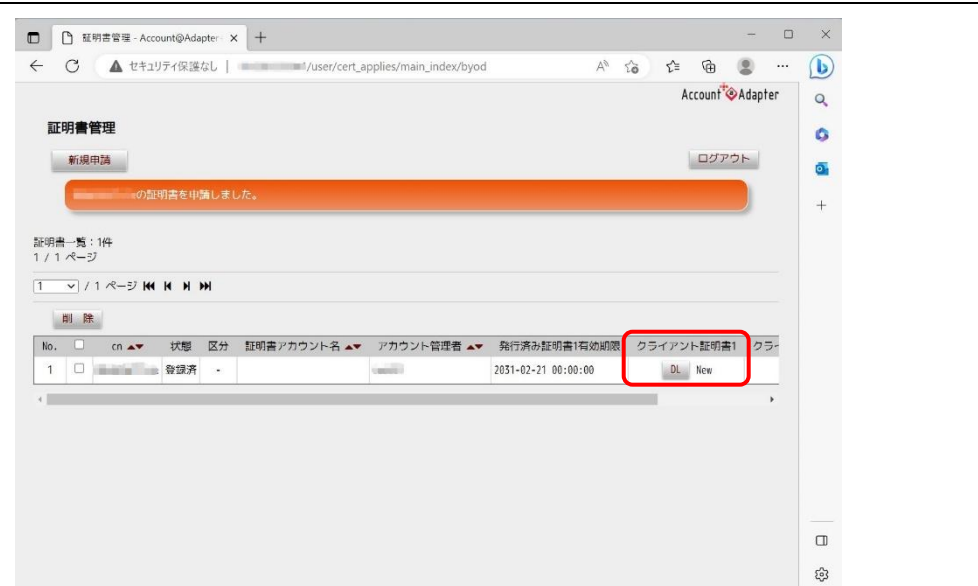 証明書管理 - Account@Adapter
セキュリティ保護なし | /user/cert_applies/main_index/byod
Account@Adapter
証明書管理
新規申請
ログアウト
の証明書を申請しました。
証明書一覧：1件
1 / 1 ページ
1 / 1 ページ
削 除
No. cn ▲▼ 状態 区分 証明書アカウント名 ▲▼ アカウント管理者 ▲▼ 発行済み証明書1有効期限 クライアント証明書1 クライ
1 登録済 - 2031-02-21 00:00:00 DL New